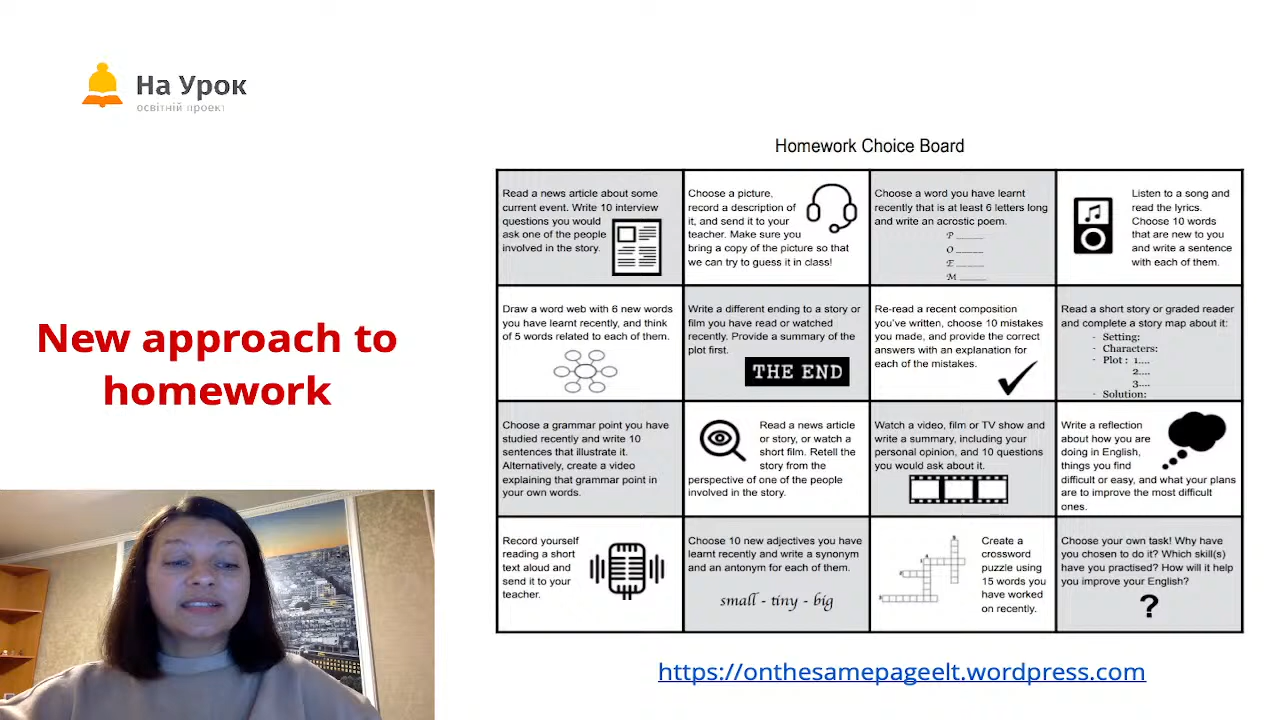 На Урок
освітній проект
New approach to
homework
Homework Choice Board
Read a news article about some
current event. Write 10 interview
questions you would
ask one of the people
involved in the story.
Choose a picture,
record a description of
it, and send it to your
teacher. Make sure you
bring a copy of the picture so that
we can try to guess it in class!
Choose a word you have learnt
recently that is at least 6 letters long
and write an acrostic poem.
P _____
O _____
E _____
M _____
Listen to a song and
read the lyrics.
Choose 10 words
that are new to you
and write a sentence
with each of them.
Draw a word web with 6 new words
you have learnt recently, and think
of 5 words related to each of them.
Write a different ending to a story or
film you have read or watched
recently. Provide a summary of the
plot first.
THE END
Re-read a recent composition
you've written, choose 10 mistakes
you made, and provide the correct
answers with an explanation for
each of the mistakes.
Read a short story or graded reader
and complete a story map about it:
- Setting:
- Characters:
- Plot : 1....
2....
3....
- Solution:
Choose a grammar point you have
studied recently and write 10
sentences that illustrate it.
Alternatively, create a video
explaining that grammar point in
your own words.
Read a news article
or story, or watch a
short film. Retell the
story from the
perspective of one of the people
involved in the story.
Watch a video, film or TV show and
write a summary, including your
personal opinion, and 10 questions
you would ask about it.
Write a reflection
about how you are
doing in English,
things you find
difficult or easy, and what your plans
are to improve the most difficult
ones.
Record yourself
reading a short
text aloud and
send it to your
teacher.
Choose 10 new adjectives you have
learnt recently and write a synonym
and an antonym for each of them.
small - tiny - big
Create a
crossword
puzzle using
15 words you
have worked
on recently.
Choose your own task! Why have
you chosen to do it? Which skill(s)
have you practised? How will it help
you improve your English?
?
https://onthesamepageelt.wordpress.com